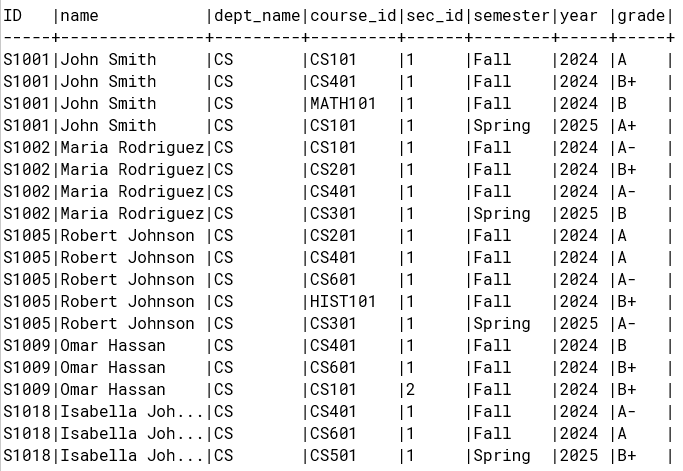 ID   |name           |dept_name|course_id|sec_id|semester|year |grade|
-----+---------------+---------+---------+------+--------+-----+-----+
S1001|John Smith     |CS       |CS101    |1     |Fall    |2024 |A    |
S1001|John Smith     |CS       |CS401    |1     |Fall    |2024 |B+   |
S1001|John Smith     |CS       |MATH101  |1     |Fall    |2024 |B    |
S1001|John Smith     |CS       |CS101    |1     |Spring  |2025 |A+   |
S1002|Maria Rodriguez|CS       |CS101    |1     |Fall    |2024 |A-   |
S1002|Maria Rodriguez|CS       |CS201    |1     |Fall    |2024 |B+   |
S1002|Maria Rodriguez|CS       |CS401    |1     |Fall    |2024 |A-   |
S1002|Maria Rodriguez|CS       |CS301    |1     |Spring  |2025 |B    |
S1005|Robert Johnson |CS       |CS201    |1     |Fall    |2024 |A    |
S1005|Robert Johnson |CS       |CS401    |1     |Fall    |2024 |A    |
S1005|Robert Johnson |CS       |CS601    |1     |Fall    |2024 |A-   |
S1005|Robert Johnson |CS       |HIST101  |1     |Fall    |2024 |B+   |
S1005|Robert Johnson |CS       |CS301    |1     |Spring  |2025 |A-   |
S1009|Omar Hassan    |CS       |CS401    |1     |Fall    |2024 |B    |
S1009|Omar Hassan    |CS       |CS601    |1     |Fall    |2024 |B+   |
S1009|Omar Hassan    |CS       |CS101    |2     |Fall    |2024 |B+   |
S1018|Isabella Joh...|CS       |CS401    |1     |Fall    |2024 |A-   |
S1018|Isabella Joh...|CS       |CS601    |1     |Fall    |2024 |A    |
S1018|Isabella Joh...|CS       |CS501    |1     |Spring  |2025 |B+   |